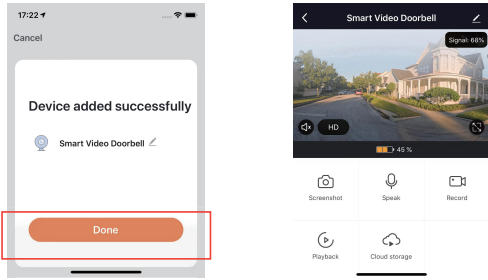 17:22
Cancel
Device added successfully
Smart Video Doorbell
Done
Smart Video Doorbell
Signal: 68%
HD
45 %
Screenshot
Speak
Record
Playback
Cloud storage